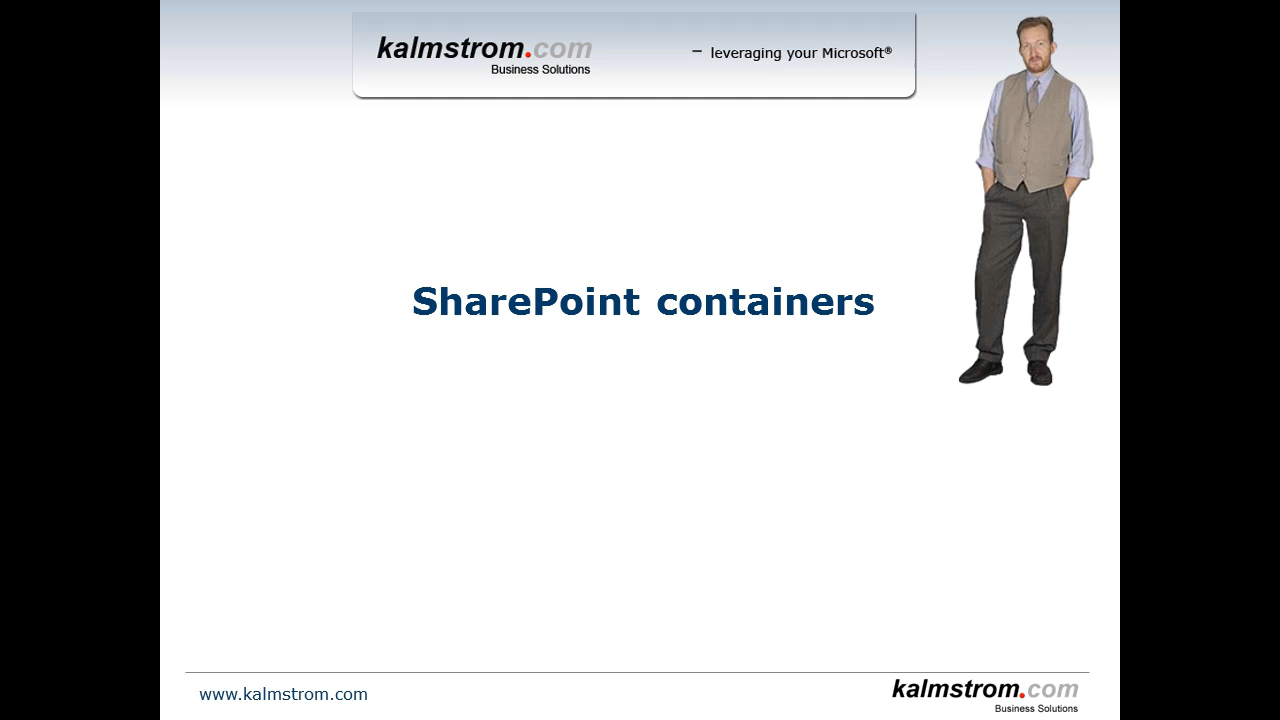 kalmstrom.com
Business Solutions
– leveraging your Microsoft®
SharePoint containers
www.kalmstrom.com
kalmstrom.com
Business Solutions